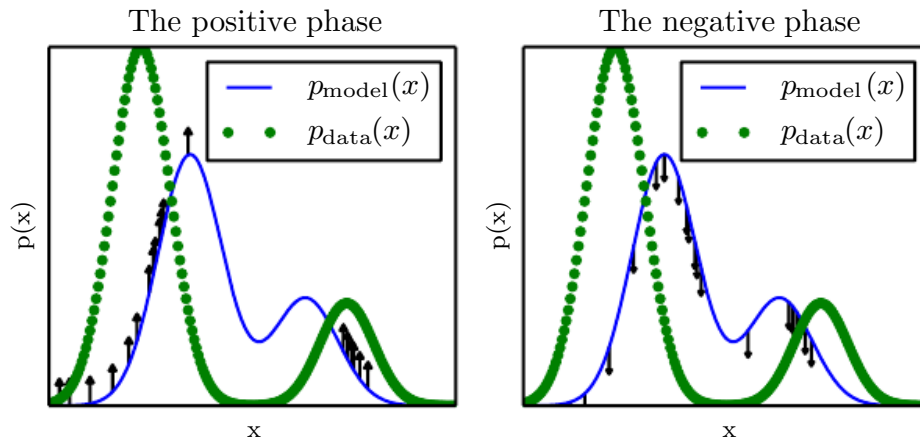 The positive phase
p_model(x)
p_data(x)
p(x)
x
The negative phase
p_model(x)
p_data(x)
p(x)
x